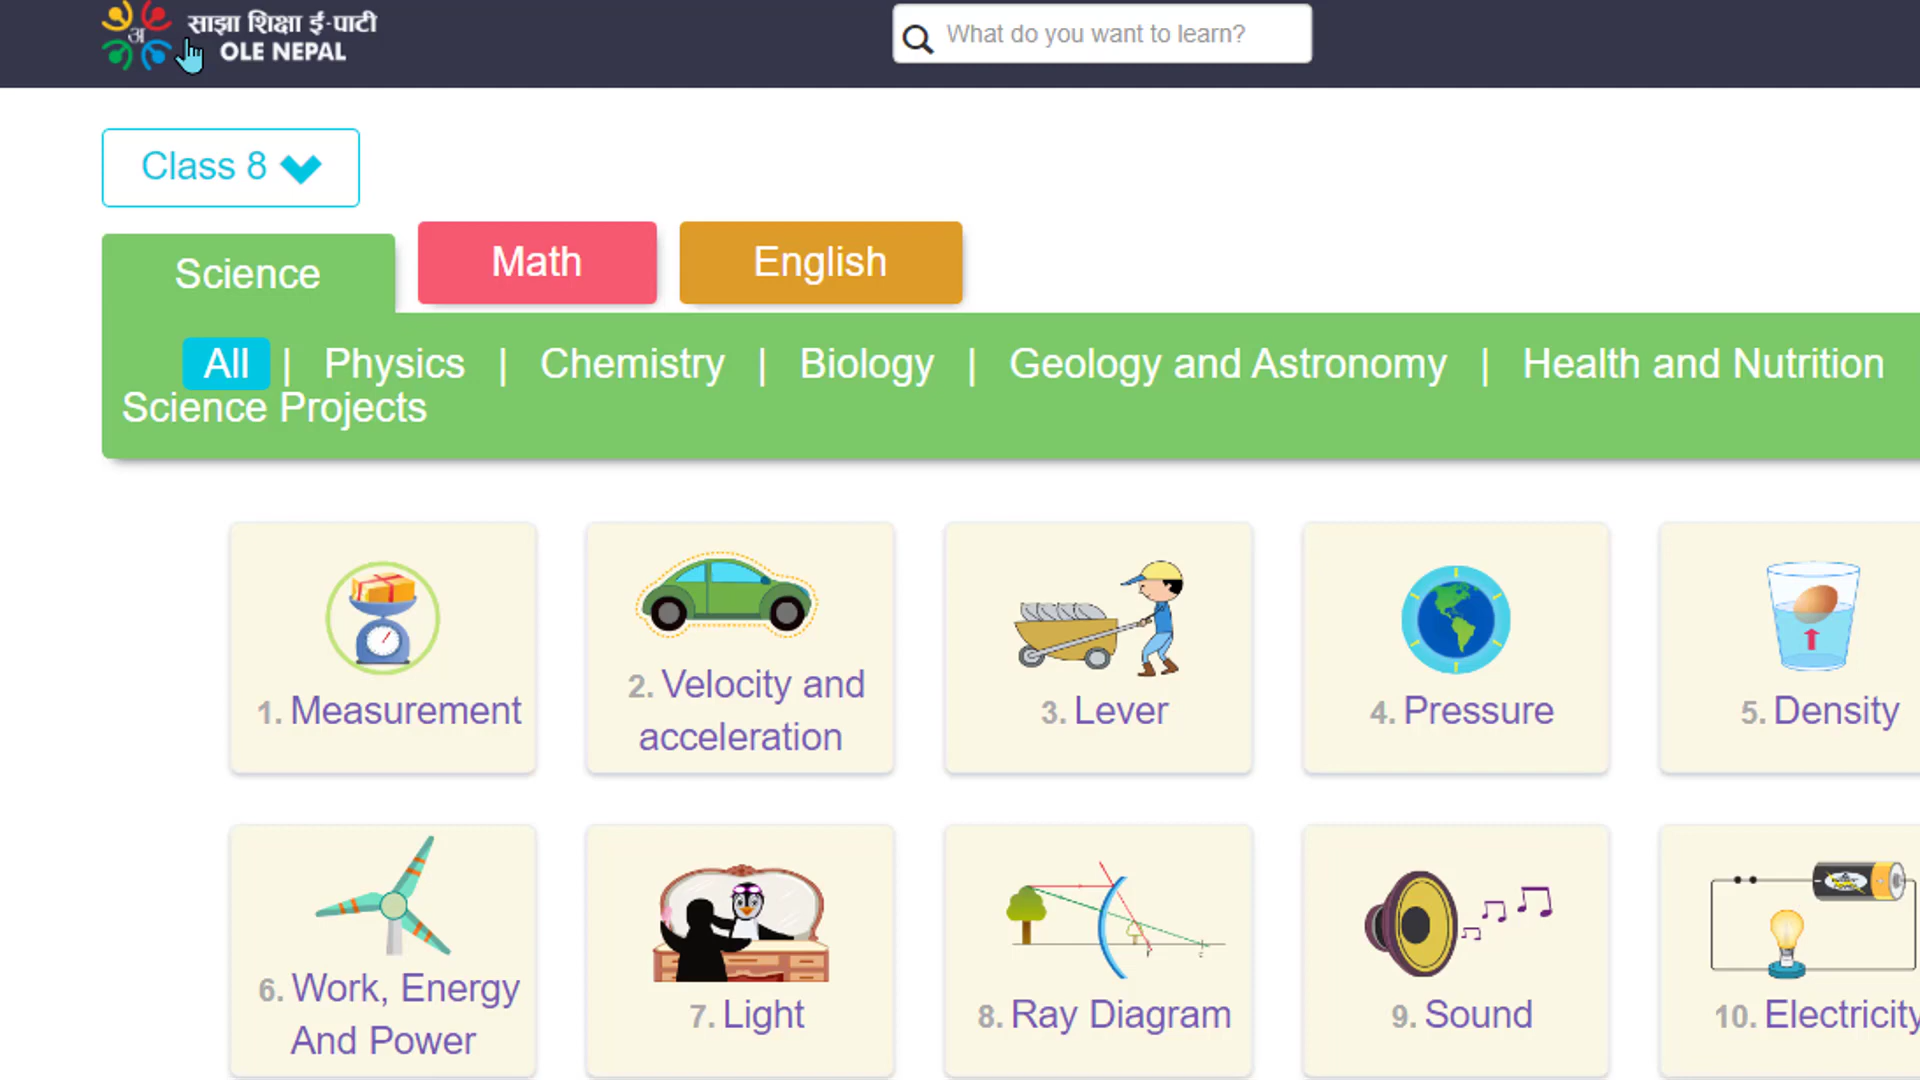 साझा शिक्षा ई-पाटी
OLE NEPAL
What do you want to learn?
Class 8
Science
Math
English
All | Physics | Chemistry | Biology | Geology and Astronomy | Health and Nutrition
Science Projects
1. Measurement
2. Velocity and
acceleration
3. Lever
4. Pressure
5. Density
6. Work, Energy
And Power
7. Light
8. Ray Diagram
9. Sound
10. Electricity